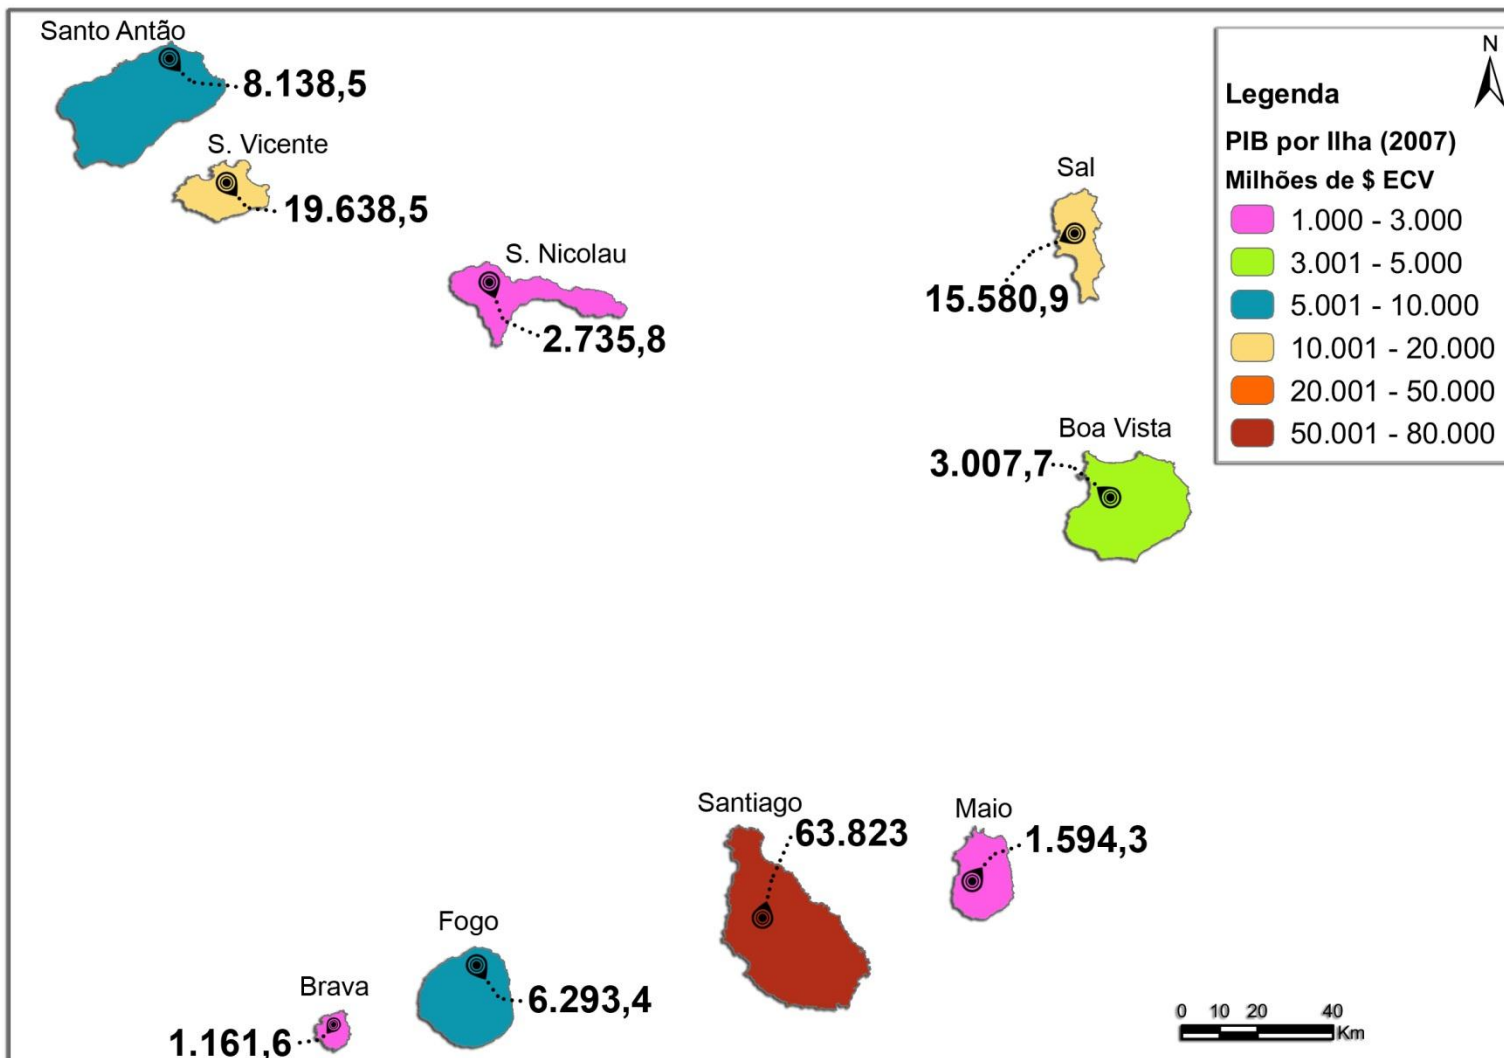 Santo Antão
8.138,5
S. Vicente
19.638,5
S. Nicolau
2.735,8
Sal
15.580,9
Boa Vista
3.007,7
Santiago
63.823
Maio
1.594,3
Fogo
6.293,4
Brava
1.161,6
N
Legenda
PIB por Ilha (2007)
Milhões de $ ECV
1.000 - 3.000
3.001 - 5.000
5.001 - 10.000
10.001 - 20.000
20.001 - 50.000
50.001 - 80.000
0 10 20 40
Km